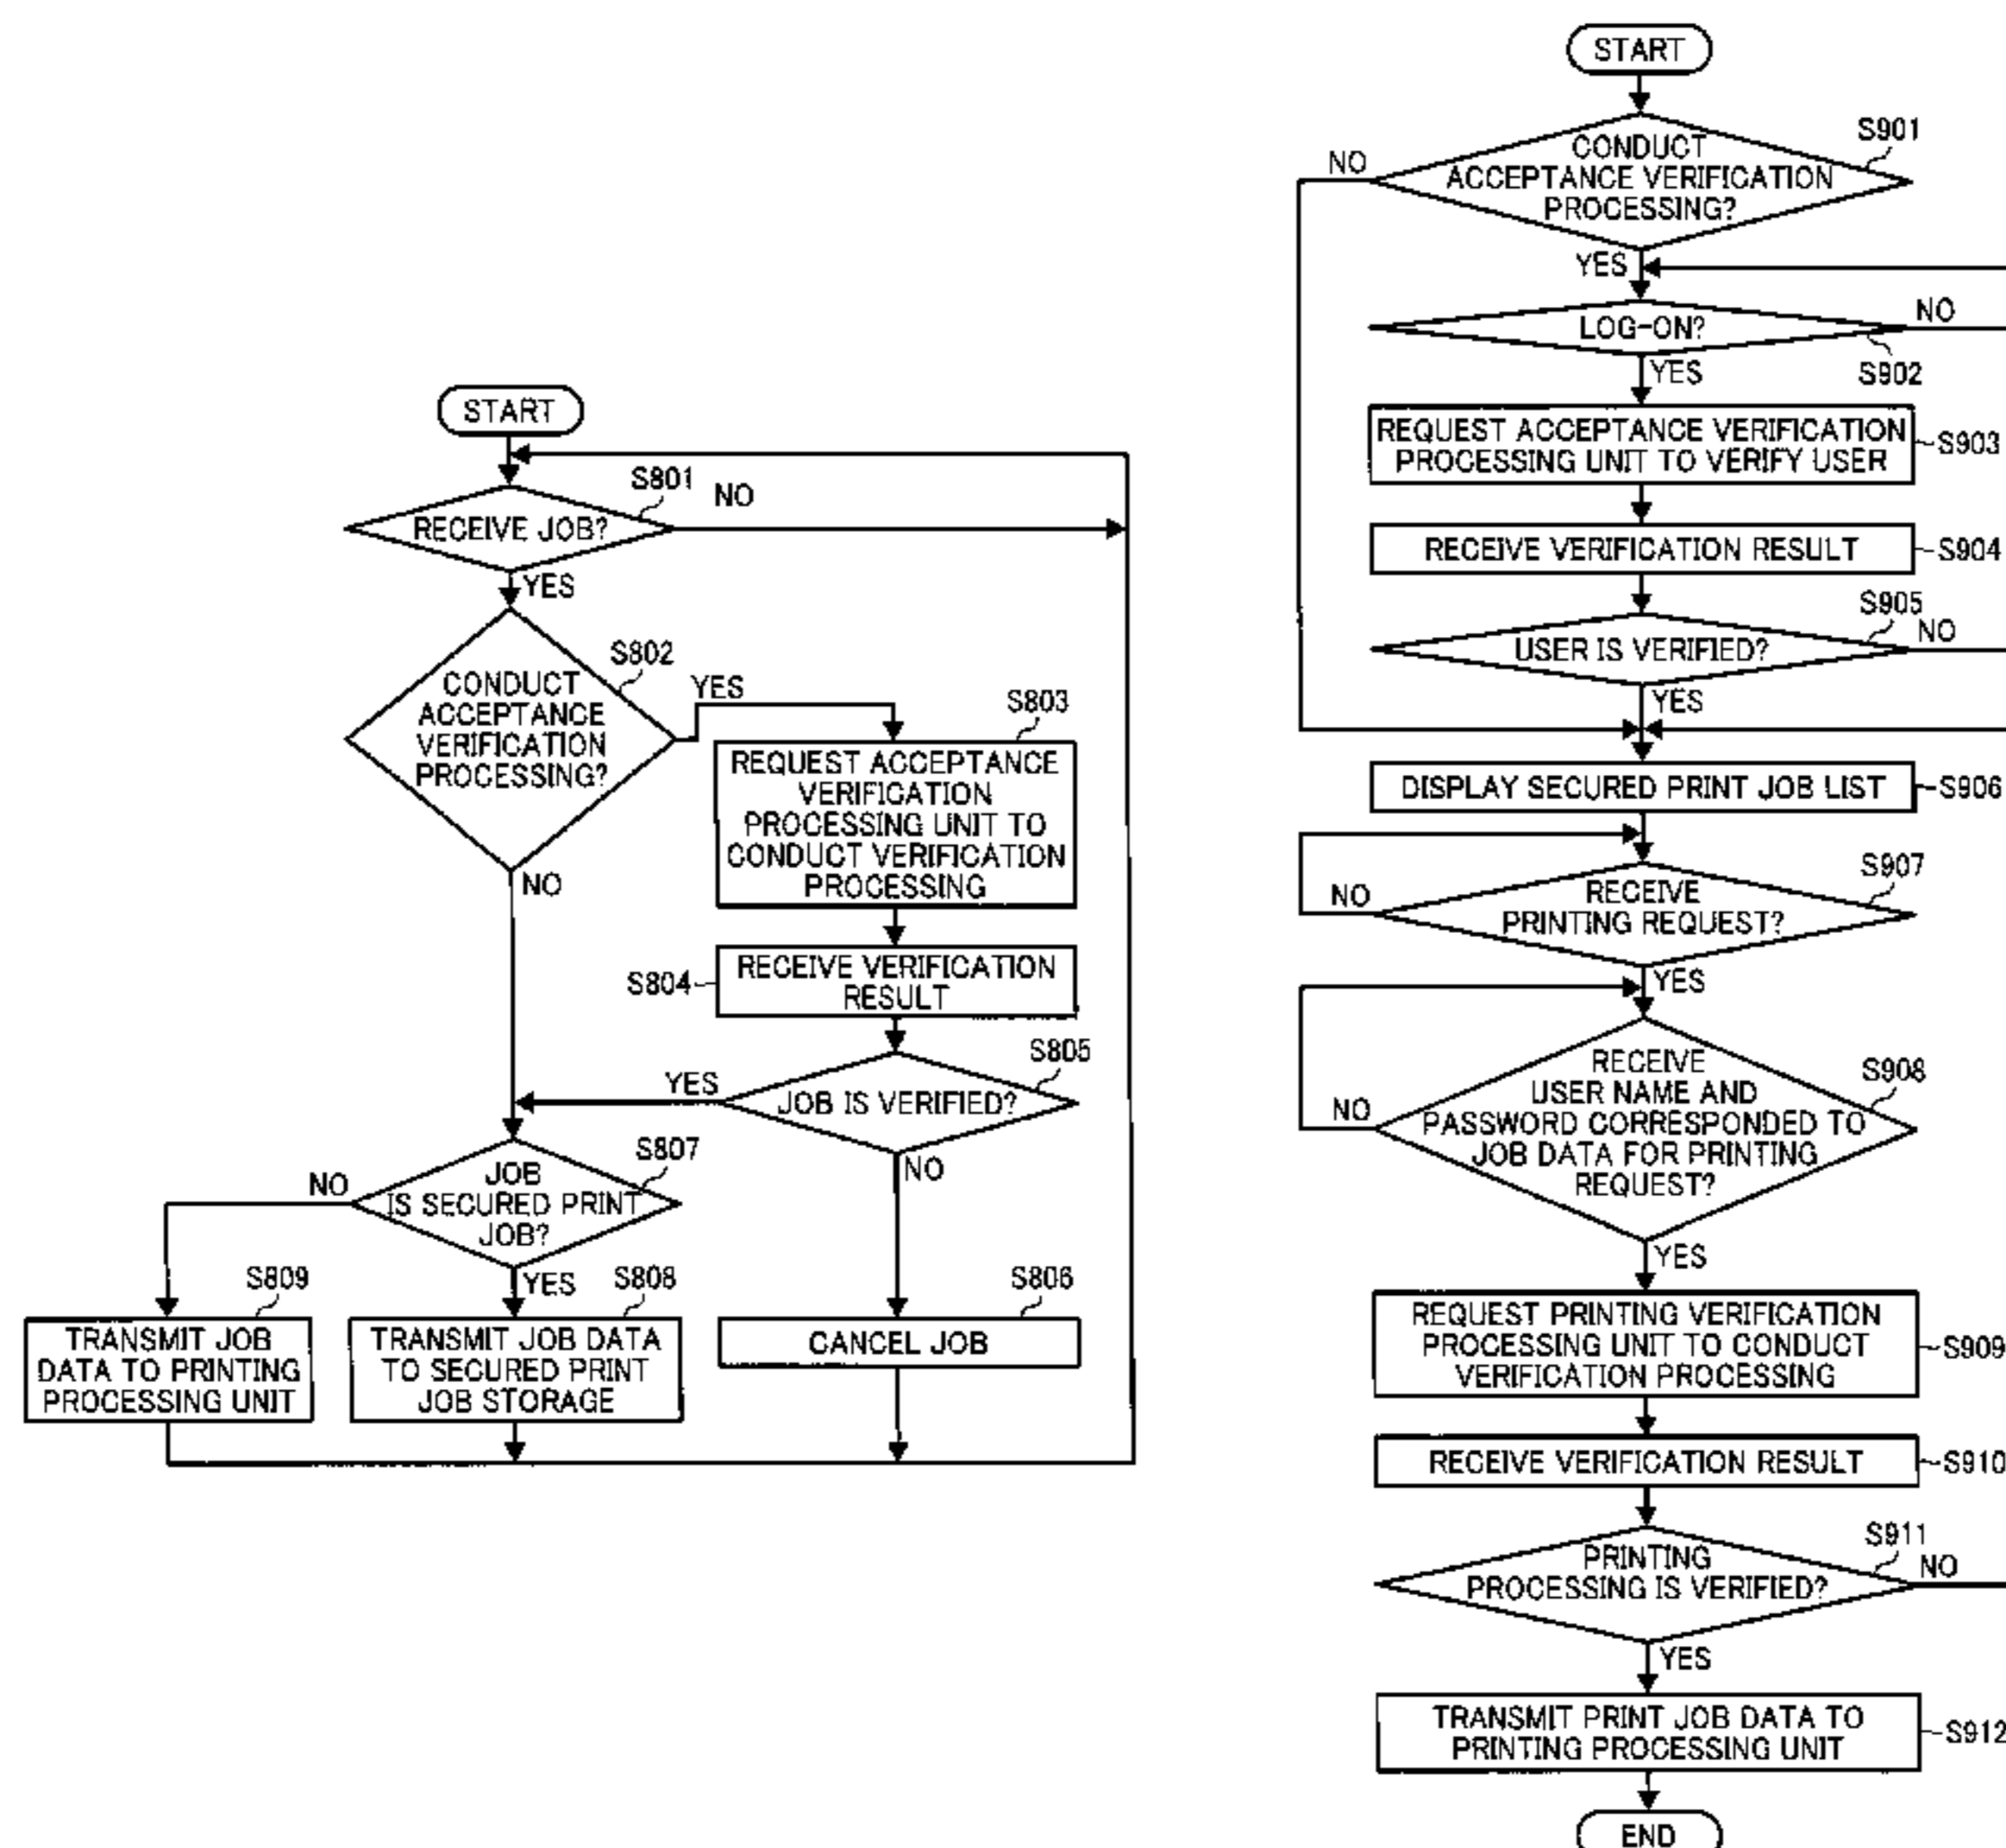 START
S801
NO
RECEIVE JOB?
YES
S802
CONDUCT
ACCEPTANCE
VERIFICATION
PROCESSING?
YES
NO
S803
REQUEST ACCEPTANCE
VERIFICATION
PROCESSING UNIT TO
CONDUCT VERIFICATION
PROCESSING
S804
RECEIVE VERIFICATION
RESULT
S805
YES
JOB IS VERIFIED?
NO
S807
NO
JOB
IS SECURED PRINT
JOB?
YES
S809
TRANSMIT JOB
DATA TO PRINTING
PROCESSING UNIT
S808
TRANSMIT JOB DATA
TO SECURED PRINT
JOB STORAGE
S806
CANCEL JOB
START
S901
NO
CONDUCT
ACCEPTANCE VERIFICATION
PROCESSING?
YES
LOG-ON?
NO
S902
YES
REQUEST ACCEPTANCE VERIFICATION
PROCESSING UNIT TO VERIFY USER
S903
RECEIVE VERIFICATION RESULT
S904
S905
USER IS VERIFIED?
NO
YES
DISPLAY SECURED PRINT JOB LIST
S906
S907
RECEIVE
PRINTING REQUEST?
NO
YES
S908
RECEIVE
USER NAME AND
PASSWORD CORRESPONDED TO
JOB DATA FOR PRINTING
REQUEST?
NO
YES
REQUEST PRINTING VERIFICATION
PROCESSING UNIT TO CONDUCT
VERIFICATION PROCESSING
S909
RECEIVE VERIFICATION RESULT
S910
S911
PRINTING
PROCESSING IS VERIFIED?
NO
YES
TRANSMIT PRINT JOB DATA TO
PRINTING PROCESSING UNIT
S912
END